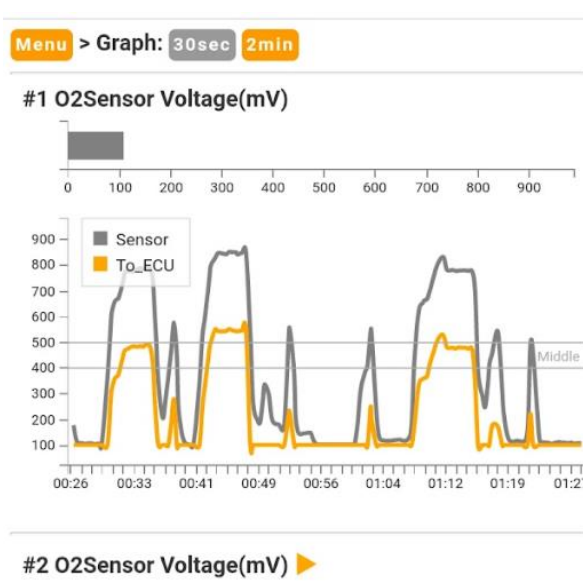 Menu > Graph: 30sec 2min
#1 O2Sensor Voltage(mV)
0 100 200 300 400 500 600 700 800 900
Sensor
To_ECU
900
800
700
600
500
400
300
200
100
Middle
00:26 00:33 00:41 00:49 00:56 01:04 01:12 01:19 01:27
#2 O2Sensor Voltage(mV)